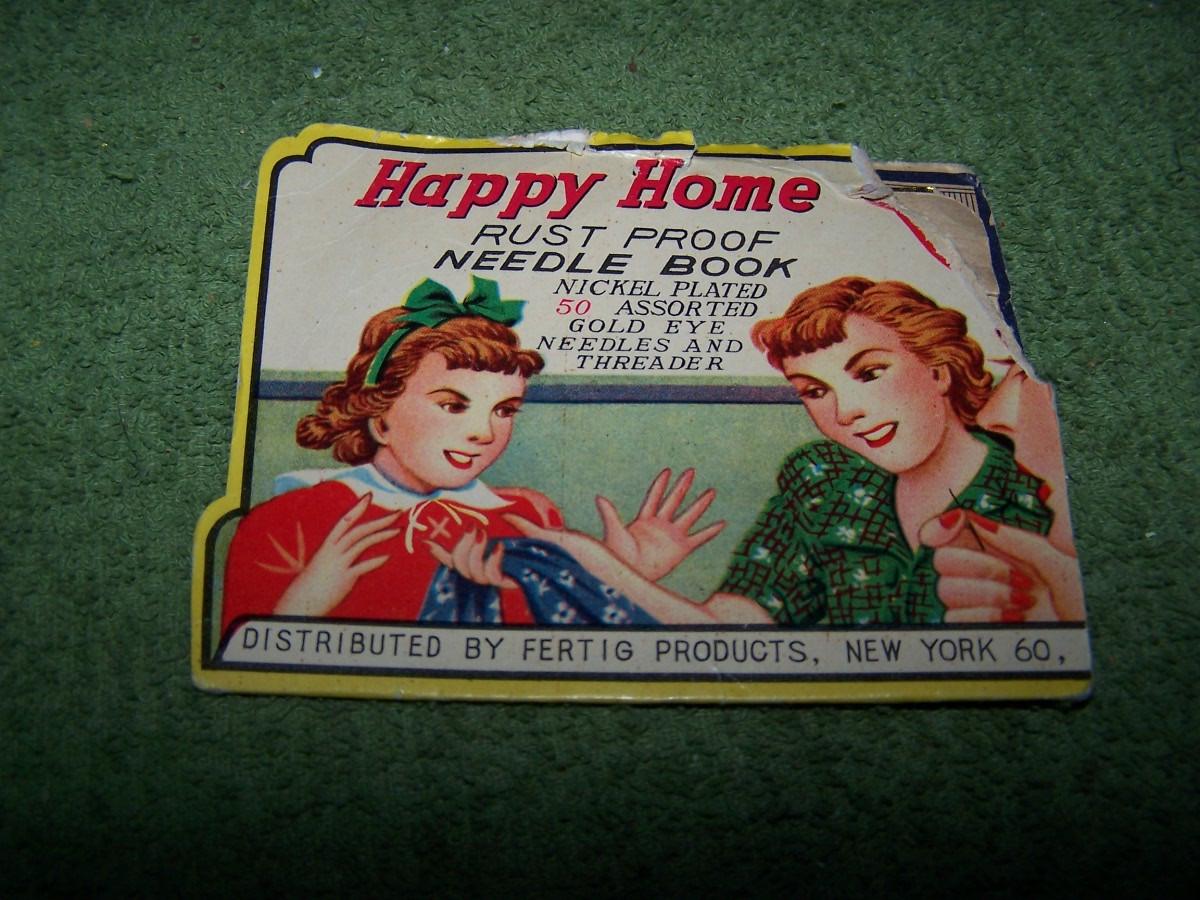 Happy Home
RUST PROOF
NEEDLE BOOK
NICKEL PLATED
50 ASSORTED
GOLD EYE
NEEDLES AND
THREADER
DISTRIBUTED BY FERTIG PRODUCTS, NEW YORK 60,